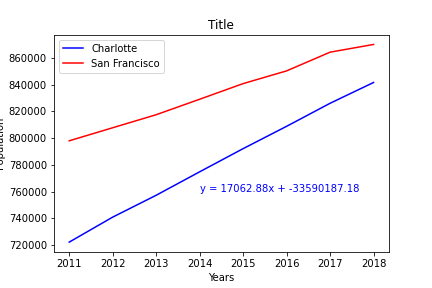 Title
Charlotte
San Francisco
860000
840000
820000
800000
780000
760000
740000
720000
y = 17062.88x + -33590187.18
2011 2012 2013 2014 2015 2016 2017 2018
Years